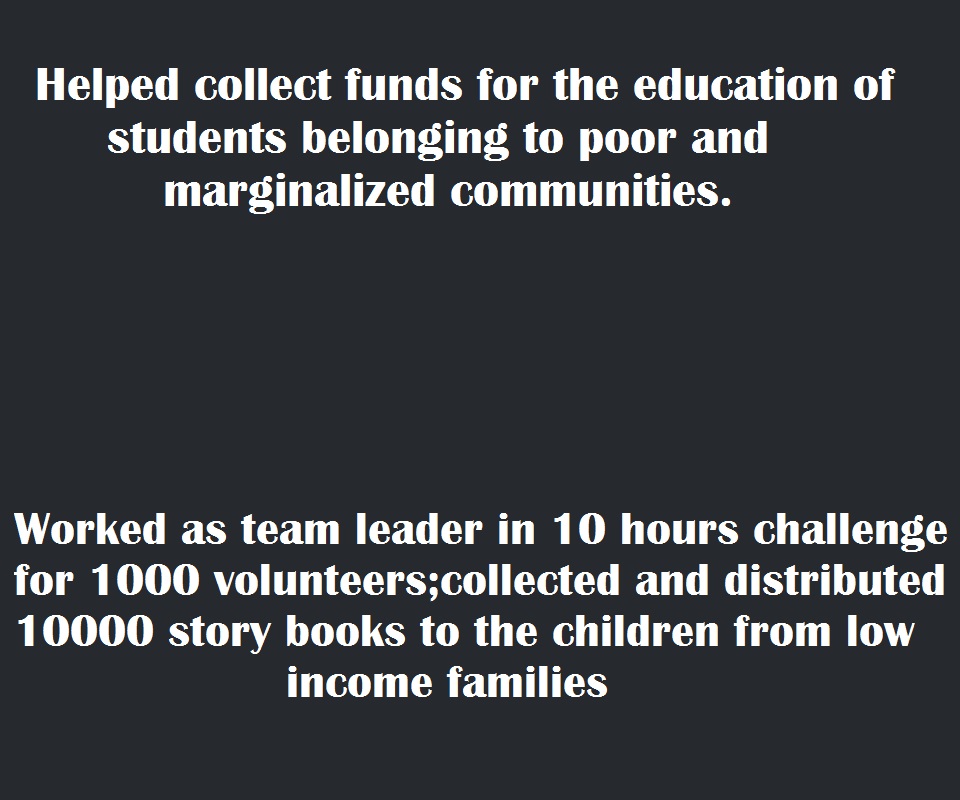 Helped collect funds for the education of
students belonging to poor and
marginalized communities.
Worked as team leader in 10 hours challenge
for 1000 volunteers;collected and distributed
10000 story books to the children from low
income families